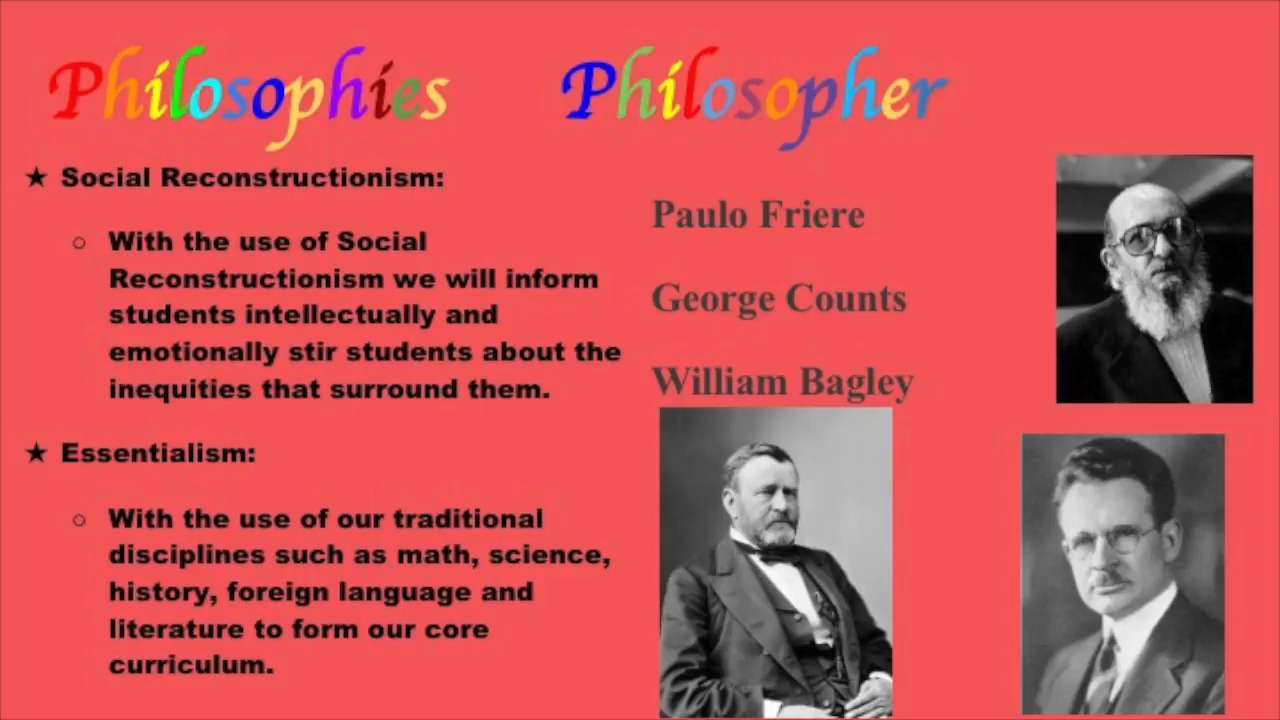 Philosophies
Philosopher
★ Social Reconstructionism:
○ With the use of Social
Reconstructionism we will inform
students intellectually and
emotionally stir students about the
inequities that surround them.
★ Essentialism:
○ With the use of our traditional
disciplines such as math, science,
history, foreign language and
literature to form our core
curriculum.
Paulo Friere
George Counts
William Bagley